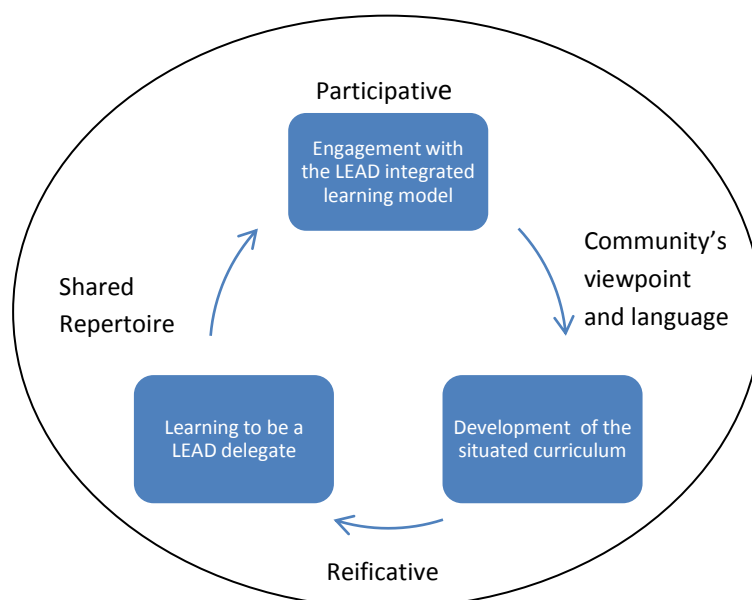 Participative
Engagement with
the LEAD integrated
learning model
Community’s
viewpoint
and language
Shared
Repertoire
Learning to be a
LEAD delegate
Development of the
situated curriculum
Reificative